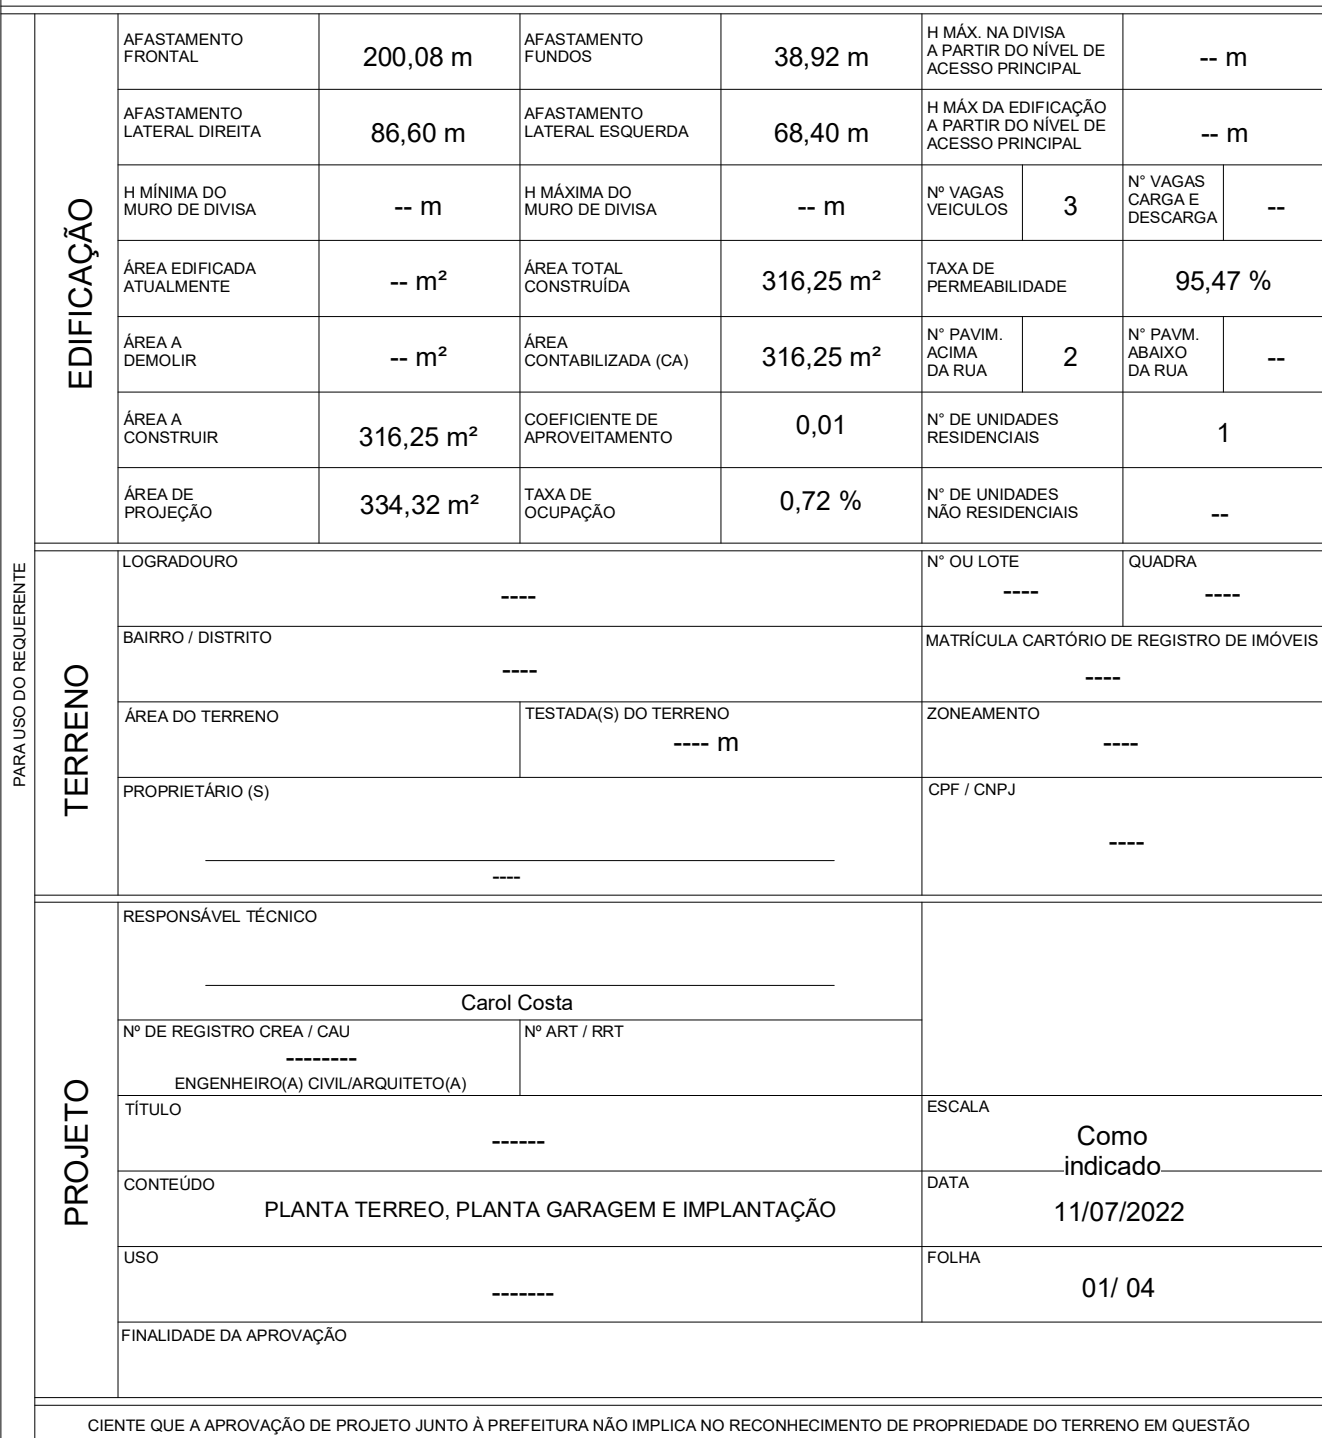 PARA USO DO REQUERENTE
EDIFICAÇÃO
AFASTAMENTO
FRONTAL
200,08 m
AFASTAMENTO
FUNDOS
38,92 m
H MÁX. NA DIVISA
A PARTIR DO NÍVEL DE
ACESSO PRINCIPAL
-- m
AFASTAMENTO
LATERAL DIREITA
86,60 m
AFASTAMENTO
LATERAL ESQUERDA
68,40 m
H MÁX DA EDIFICAÇÃO
A PARTIR DO NÍVEL DE
ACESSO PRINCIPAL
-- m
H MÍNIMA DO
MURO DE DIVISA
-- m
H MÁXIMA DO
MURO DE DIVISA
-- m
Nº VAGAS
VEICULOS
3
N° VAGAS
CARGA E
DESCARGA
--
ÁREA EDIFICADA
ATUALMENTE
-- m²
ÁREA TOTAL
CONSTRUÍDA
316,25 m²
TAXA DE
PERMEABILIDADE
95,47 %
ÁREA A
DEMOLIR
-- m²
ÁREA
CONTABILIZADA (CA)
316,25 m²
N° PAVIM.
ACIMA
DA RUA
2
N° PAVM.
ABAIXO
DA RUA
--
ÁREA A
CONSTRUIR
316,25 m²
COEFICIENTE DE
APROVEITAMENTO
0,01
N° DE UNIDADES
RESIDENCIAIS
1
ÁREA DE
PROJEÇÃO
334,32 m²
TAXA DE
OCUPAÇÃO
0,72 %
N° DE UNIDADES
NÃO RESIDENCIAIS
--
TERRENO
LOGRADOURO
----
N° OU LOTE
----
QUADRA
----
BAIRRO / DISTRITO
----
MATRÍCULA CARTÓRIO DE REGISTRO DE IMÓVEIS
----
ÁREA DO TERRENO
TESTADA(S) DO TERRENO
---- m
ZONEAMENTO
----
PROPRIETÁRIO (S)
----
CPF / CNPJ
----
PROJETO
RESPONSÁVEL TÉCNICO
Carol Costa
Nº DE REGISTRO CREA / CAU
--------
ENGENHEIRO(A) CIVIL/ARQUITETO(A)
Nº ART / RRT
TÍTULO
------
ESCALA
Como
indicado
CONTEÚDO
PLANTA TERREO, PLANTA GARAGEM E IMPLANTAÇÃO
DATA
11/07/2022
USO
-------
FOLHA
01/ 04
FINALIDADE DA APROVAÇÃO
CIENTE QUE A APROVAÇÃO DE PROJETO JUNTO À PREFEITURA NÃO IMPLICA NO RECONHECIMENTO DE PROPRIEDADE DO TERRENO EM QUESTÃO